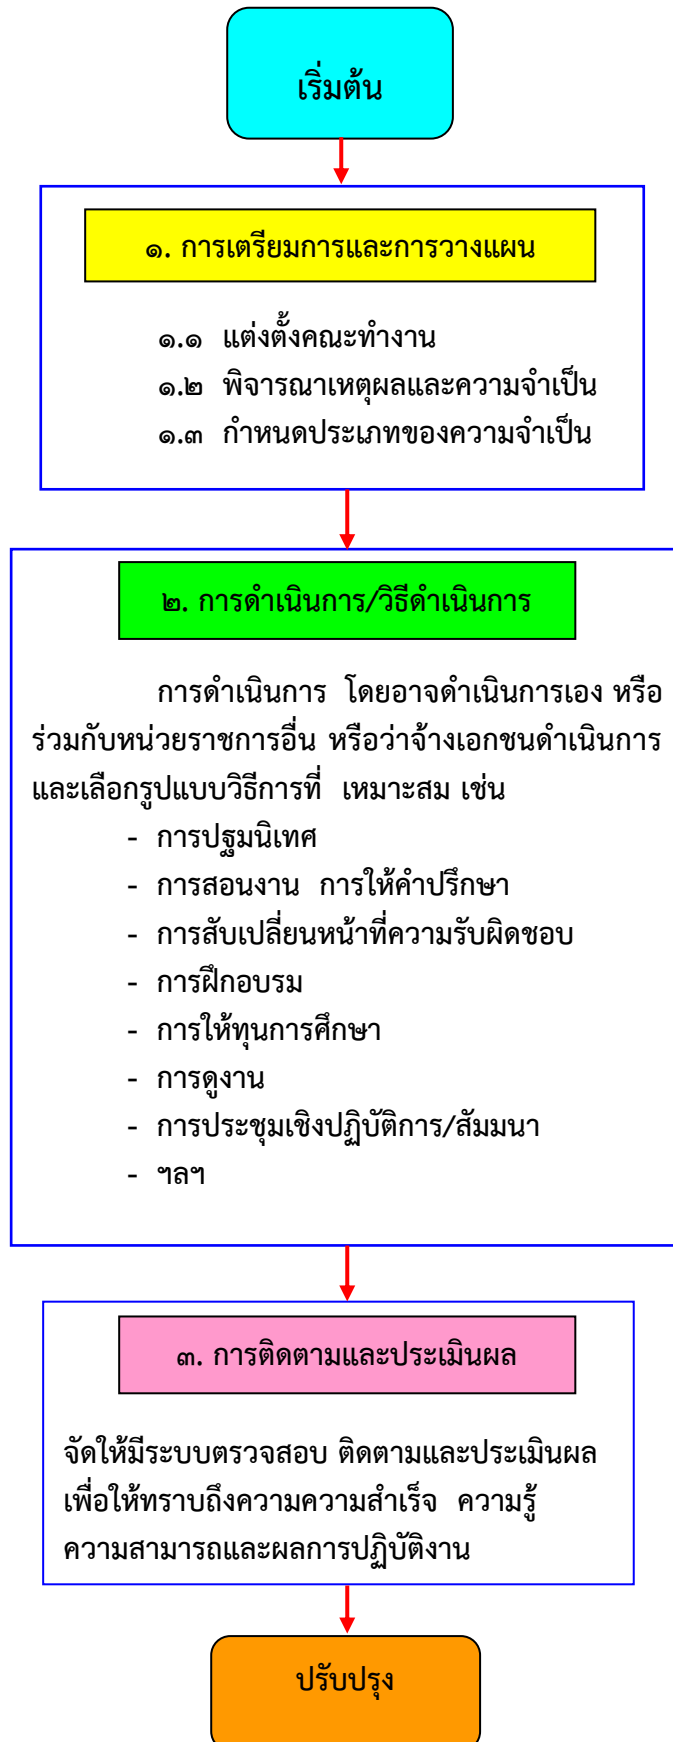 เริ่มต้น
๑. การเตรียมการและการวางแผน
๑.๑ แต่งตั้งคณะทำงาน
๑.๒ พิจารณาเหตุผลและความจำเป็น
๑.๓ กำหนดประเภทของความจำเป็น
๒. การดำเนินการ/วิธีดำเนินการ
การดำเนินการ โดยอาจดำเนินการเอง หรือ
ร่วมกับหน่วยราชการอื่น หรือว่าจ้างเอกชนดำเนินการ
และเลือกรูปแบบวิธีการที่ เหมาะสม เช่น
- การปฐมนิเทศ
- การสอนงาน การให้คำปรึกษา
- การสับเปลี่ยนหน้าที่ความรับผิดชอบ
- การฝึกอบรม
- การให้ทุนการศึกษา
- การดูงาน
- การประชุมเชิงปฏิบัติการ/สัมมนา
- ฯลฯ
๓. การติดตามและประเมินผล
จัดให้มีระบบตรวจสอบ ติดตามและประเมินผล
เพื่อให้ทราบถึงความความสำเร็จ ความรู้
ความสามารถและผลการปฏิบัติงาน
ปรับปรุง